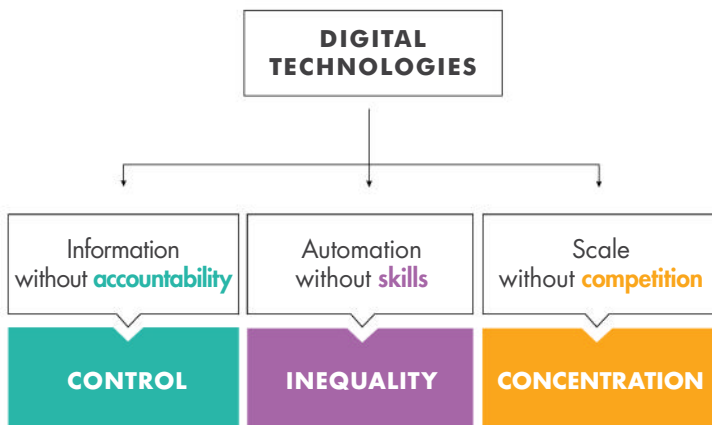 DIGITAL
TECHNOLOGIES
Information
without accountability
CONTROL
Automation
without skills
INEQUALITY
Scale
without competition
CONCENTRATION